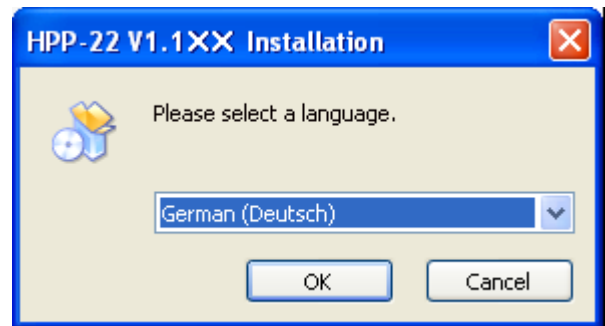 HPP-22 V1.1XX Installation
Please select a language.
German (Deutsch)
OK
Cancel